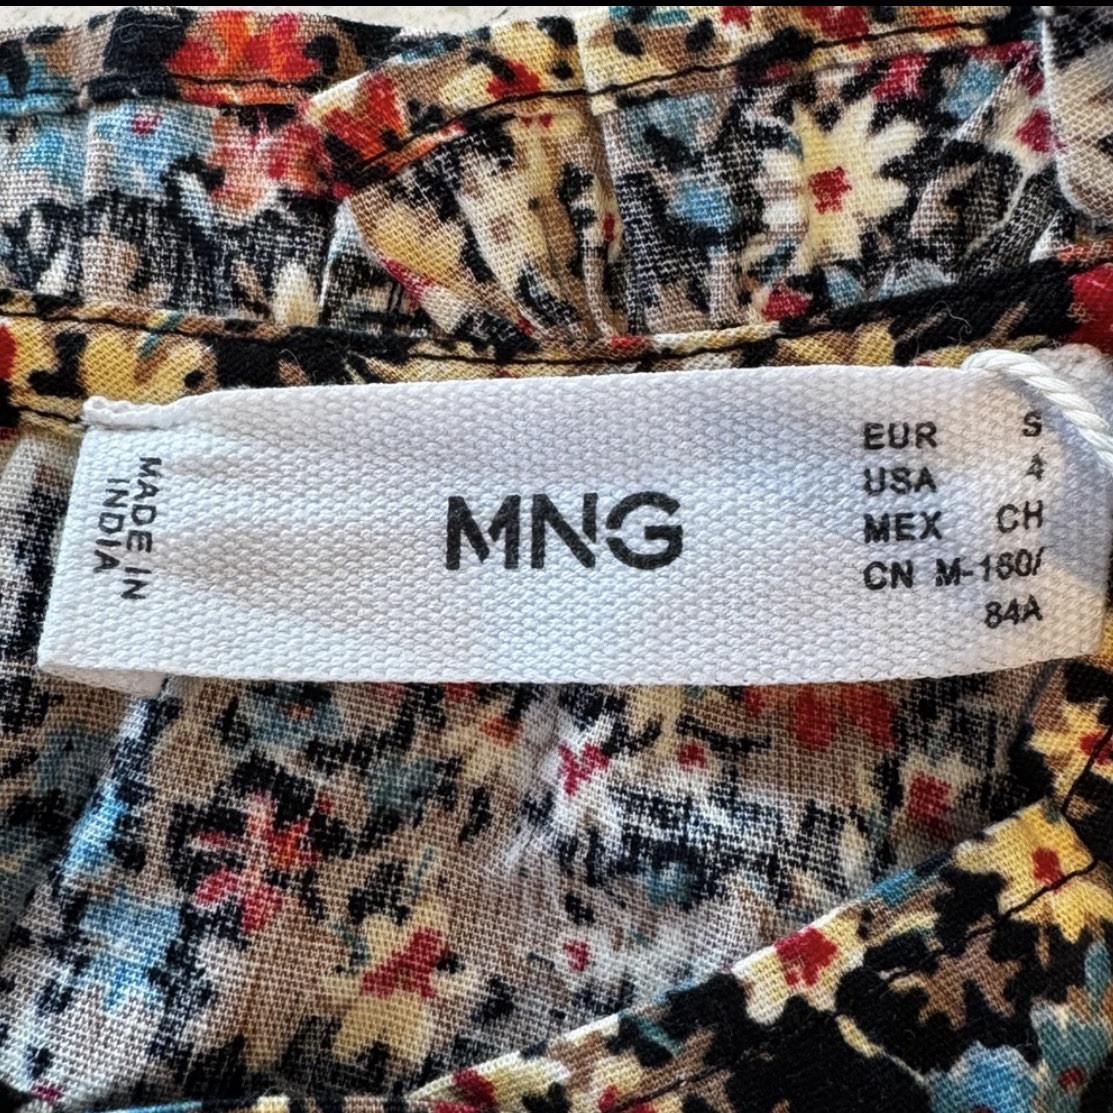 MADE IN
INDIA
MNG
EUR S
USA 4
MEX CH
CN M-160/
84A